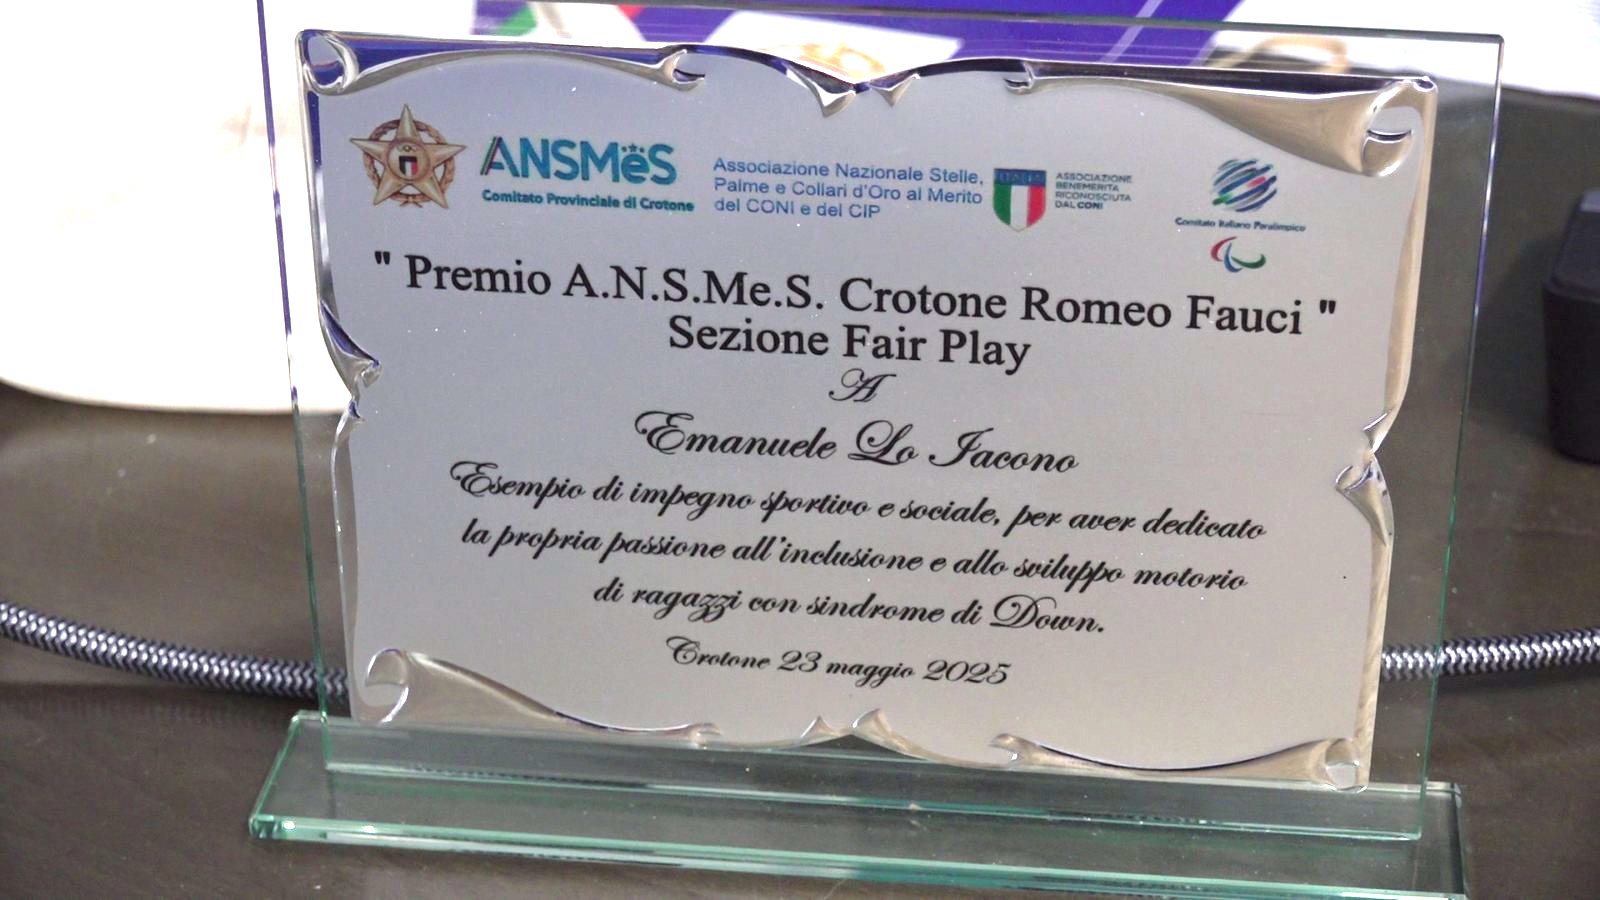 ANSMeS
Comitato Provinciale di Crotone
Associazione Nazionale Stelle,
Palme e Collari d'Oro al Merito
del CONI e del CIP
ITALIA
ASSOCIAZIONE
BENEMERITA
RICONOSCIUTA
DAL CONI
Comitato Italiano Paralimpico
" Premio A.N.S.Me.S. Crotone Romeo Fauci "
Sezione Fair Play
A
Emanuele Lo Iacono
Esempio di impegno sportivo e sociale, per aver dedicato
la propria passione all'inclusione e allo sviluppo motorio
di ragazzi con sindrome di Down.
Crotone 23 maggio 2025